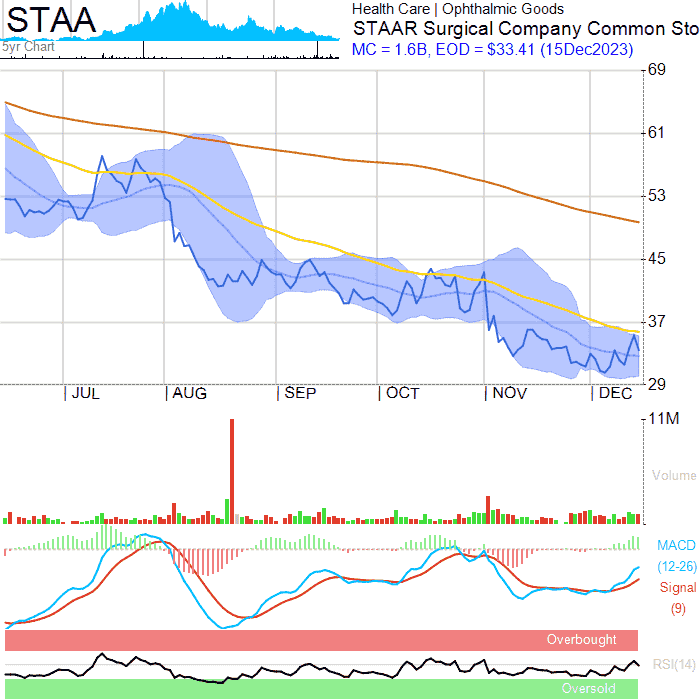 STAA
5yr Chart
Health Care | Ophthalmic Goods
STAAR Surgical Company Common Sto
MC = 1.6B, EOD = $33.41 (15Dec2023)
69
61
53
45
37
29
JUL
AUG
SEP
OCT
NOV
DEC
11M
Volume
MACD
(12-26)
Signal
(9)
Overbought
RSI(14)
Oversold